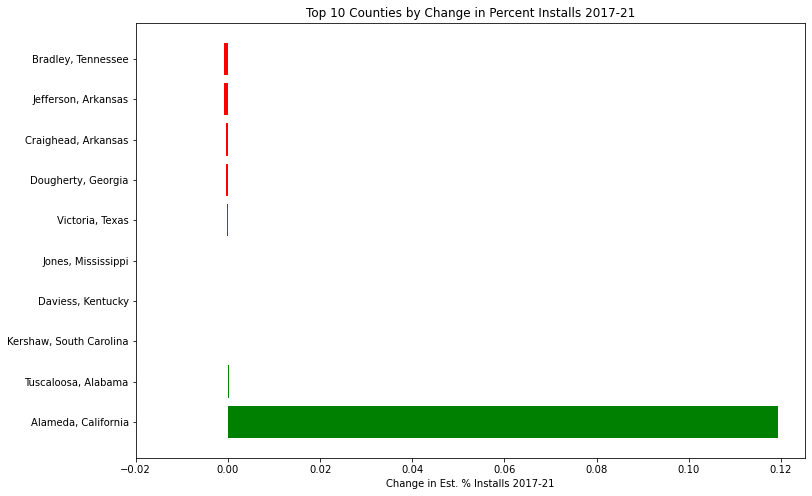 Top 10 Counties by Change in Percent Installs 2017-21
Bradley, Tennessee
Jefferson, Arkansas
Craighead, Arkansas
Dougherty, Georgia
Victoria, Texas
Jones, Mississippi
Daviess, Kentucky
Kershaw, South Carolina
Tuscaloosa, Alabama
Alameda, California
−0.02 0.00 0.02 0.04 0.06 0.08 0.10 0.12
Change in Est. % Installs 2017-21